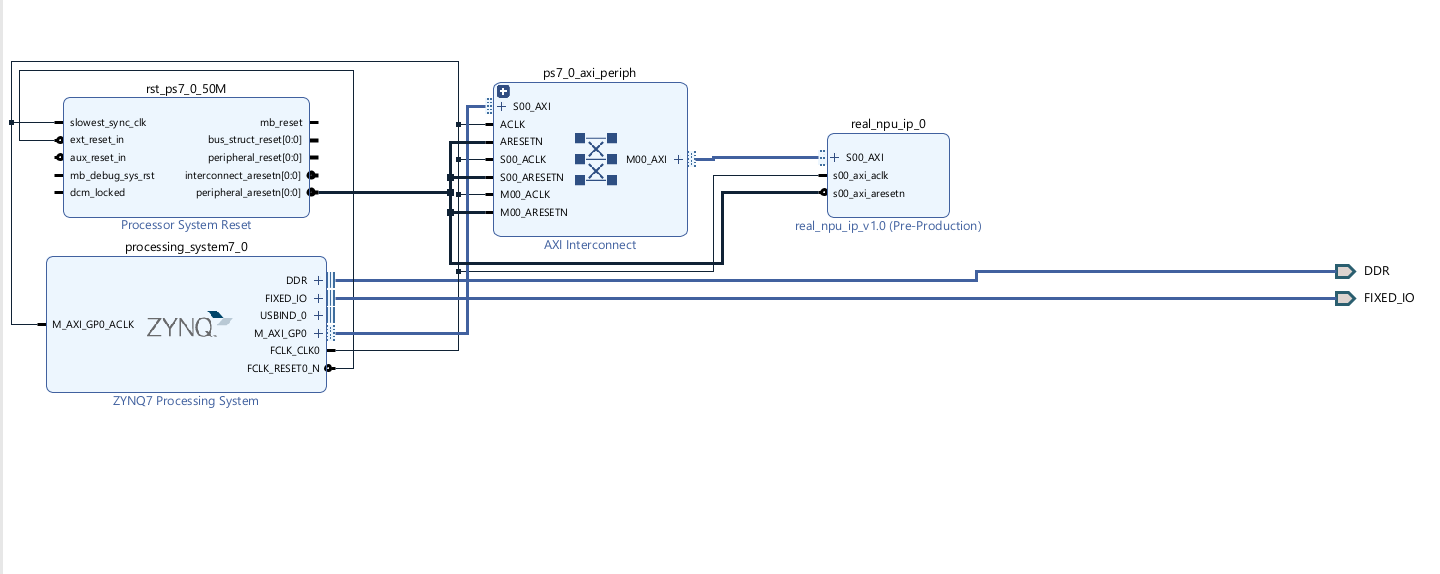 rst_ps7_0_50M
slowest_sync_clk
ext_reset_in
aux_reset_in
mb_debug_sys_rst
dcm_locked
mb_reset
bus_struct_reset[0:0]
peripheral_reset[0:0]
interconnect_aresetn[0:0]
peripheral_aresetn[0:0]
Processor System Reset
processing_system7_0
M_AXI_GP0_ACLK
ZYNQ
DDR
FIXED_IO
USBIND_0
M_AXI_GP0
FCLK_CLK0
FCLK_RESET0_N
ZYNQ7 Processing System
ps7_0_axi_periph
S00_AXI
ACLK
ARESETN
S00_ACLK
S00_ARESETN
M00_ACLK
M00_ARESETN
M00_AXI
AXI Interconnect
real_npu_ip_0
S00_AXI
s00_axi_aclk
s00_axi_aresetn
real_npu_ip_v1.0 (Pre-Production)
DDR
FIXED_IO